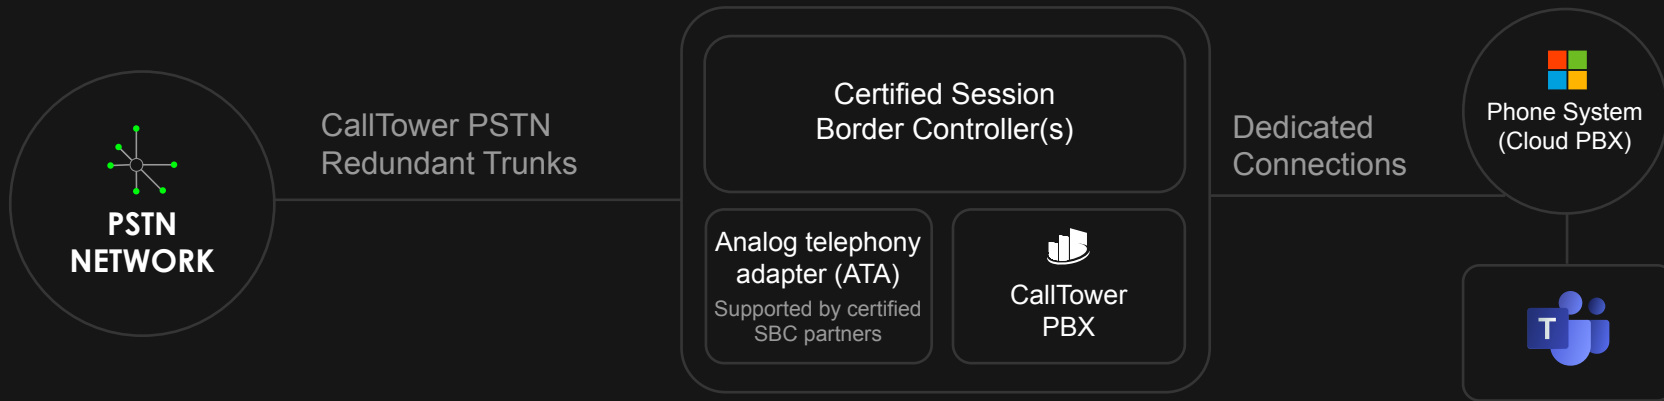 PSTN
NETWORK
CallTower PSTN
Redundant Trunks
Certified Session
Border Controller(s)
Analog telephony
adapter (ATA)
Supported by certified
SBC partners
CallTower
PBX
Dedicated
Connections
Phone System
(Cloud PBX)
T